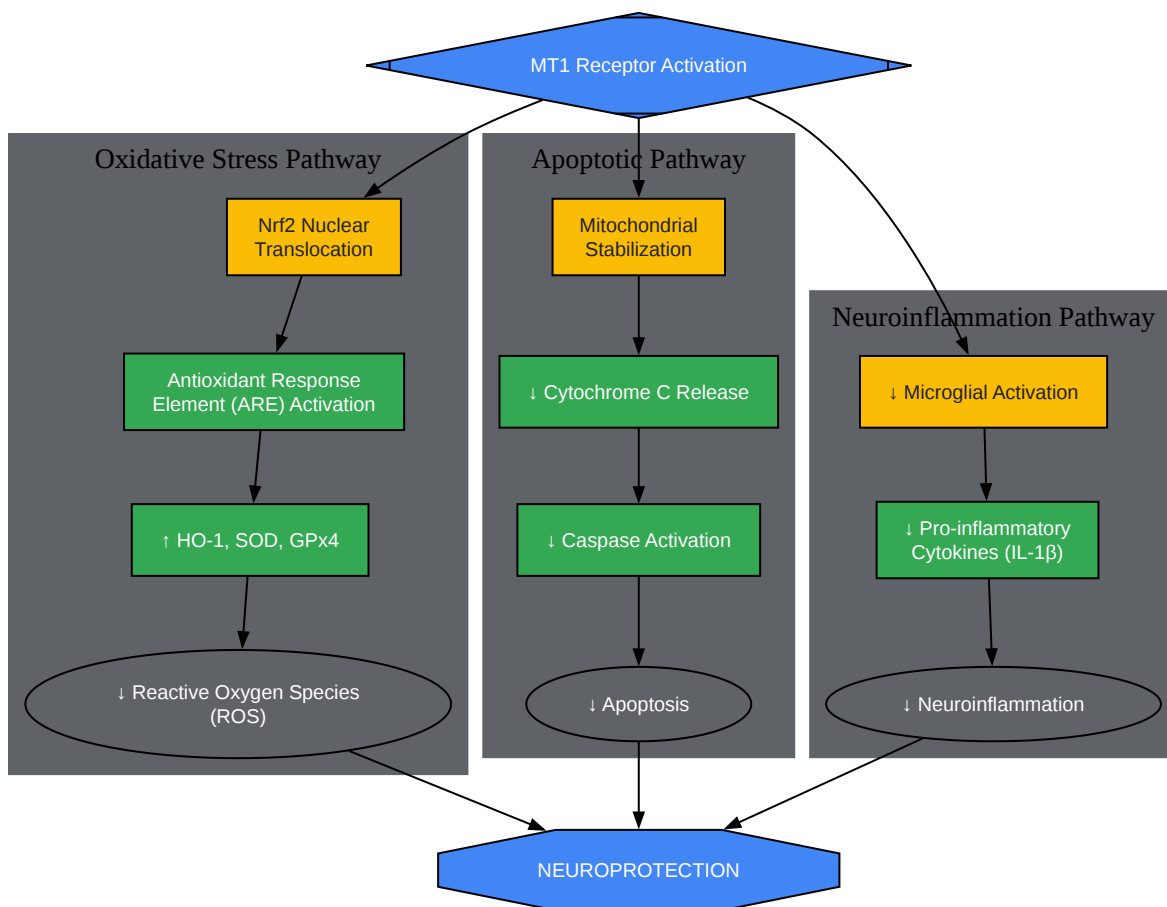 MT1 Receptor Activation
Oxidative Stress Pathway
Nrf2 Nuclear
Translocation
Antioxidant Response
Element (ARE) Activation
↑ HO-1, SOD, GPx4
↓ Reactive Oxygen Species
(ROS)
Apoptotic Pathway
Mitochondrial
Stabilization
↓ Cytochrome C Release
↓ Caspase Activation
↓ Apoptosis
Neuroinflammation Pathway
↓ Microglial Activation
↓ Pro-inflammatory
Cytokines (IL-1β)
↓ Neuroinflammation
NEUROPROTECTION